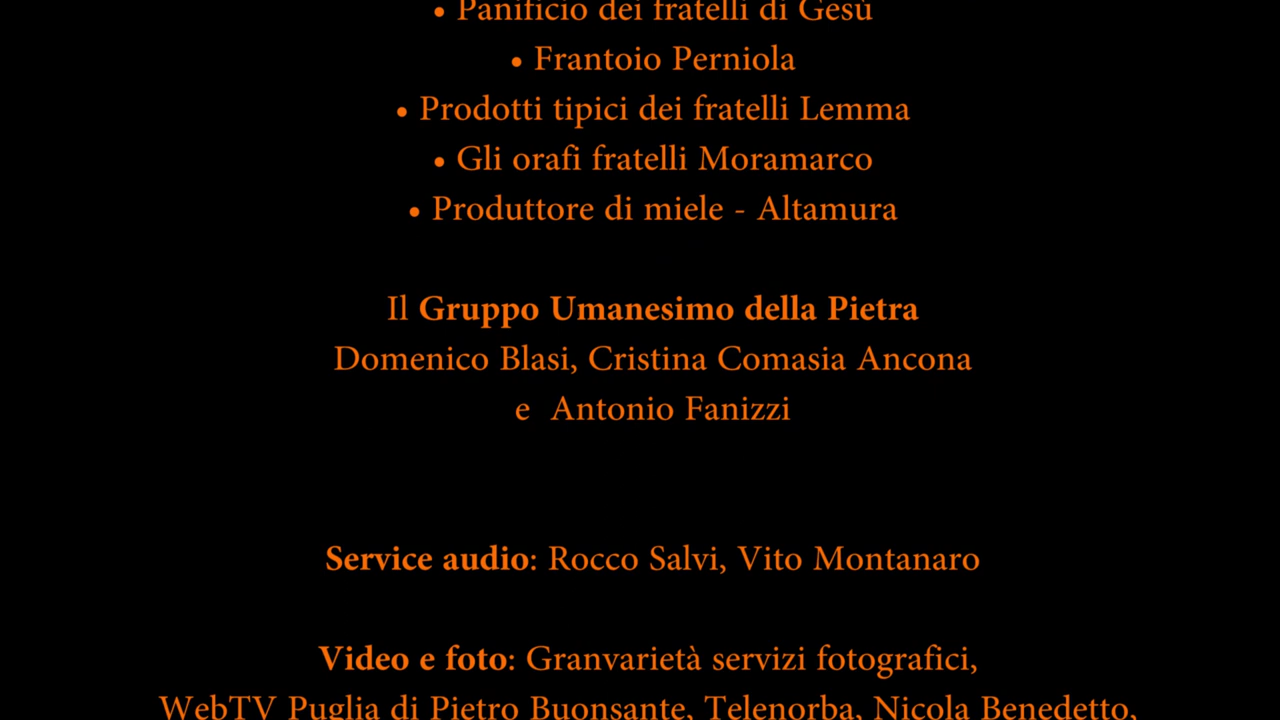 • Panificio dei fratelli di Gesù
• Frantoio Perniola
• Prodotti tipici dei fratelli Lemma
• Gli orafi fratelli Moramarco
• Produttore di miele - Altamura
Il Gruppo Umanesimo della Pietra
Domenico Blasi, Cristina Comasia Ancona
e  Antonio Fanizzi
Service audio: Rocco Salvi, Vito Montanaro
Video e foto: Granvarietà servizi fotografici,
WebTV Puglia di Pietro Buonsante, Telenorba, Nicola Benedetto,